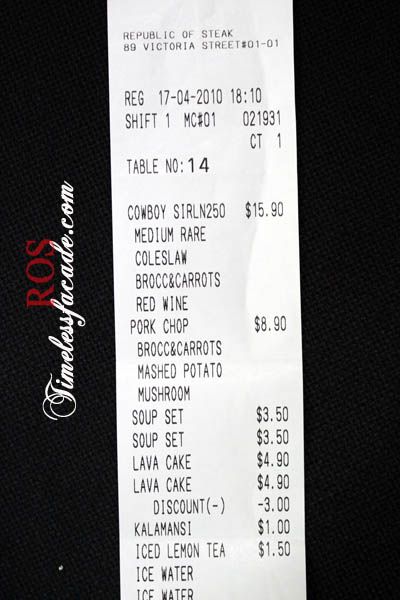 REPUBLIC OF STEAK
89 VICTORIA STREET#01-01
REG 17-04-2010 18:10
SHIFT 1 MC#01 021931
CT 1
TABLE NO:14
COWBOY SIRLN250 $15.90
MEDIUM RARE
COLESLAW
BROCC&CARROTS
RED WINE
PORK CHOP $8.90
BROCC&CARROTS
MASHED POTATO
MUSHROOM
SOUP SET $3.50
SOUP SET $3.50
LAVA CAKE $4.90
LAVA CAKE $4.90
DISCOUNT(-) -3.00
KALAMANSI $1.00
ICED LEMON TEA $1.50
ICE WATER
ICE WATER
ROS
Timelessfacade.com